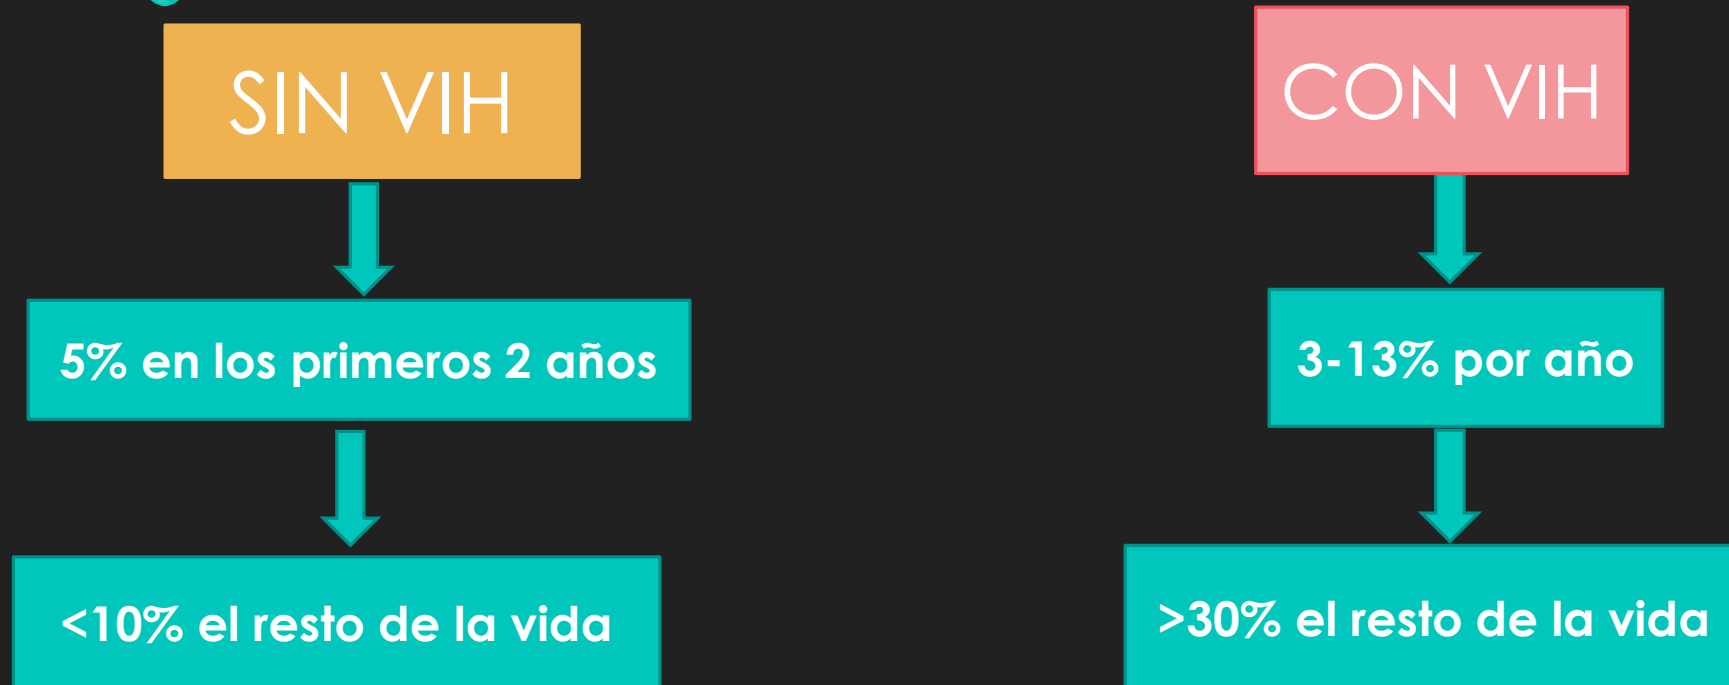 SIN VIH
5% en los primeros 2 años
<10% el resto de la vida
CON VIH
3-13% por año
>30% el resto de la vida